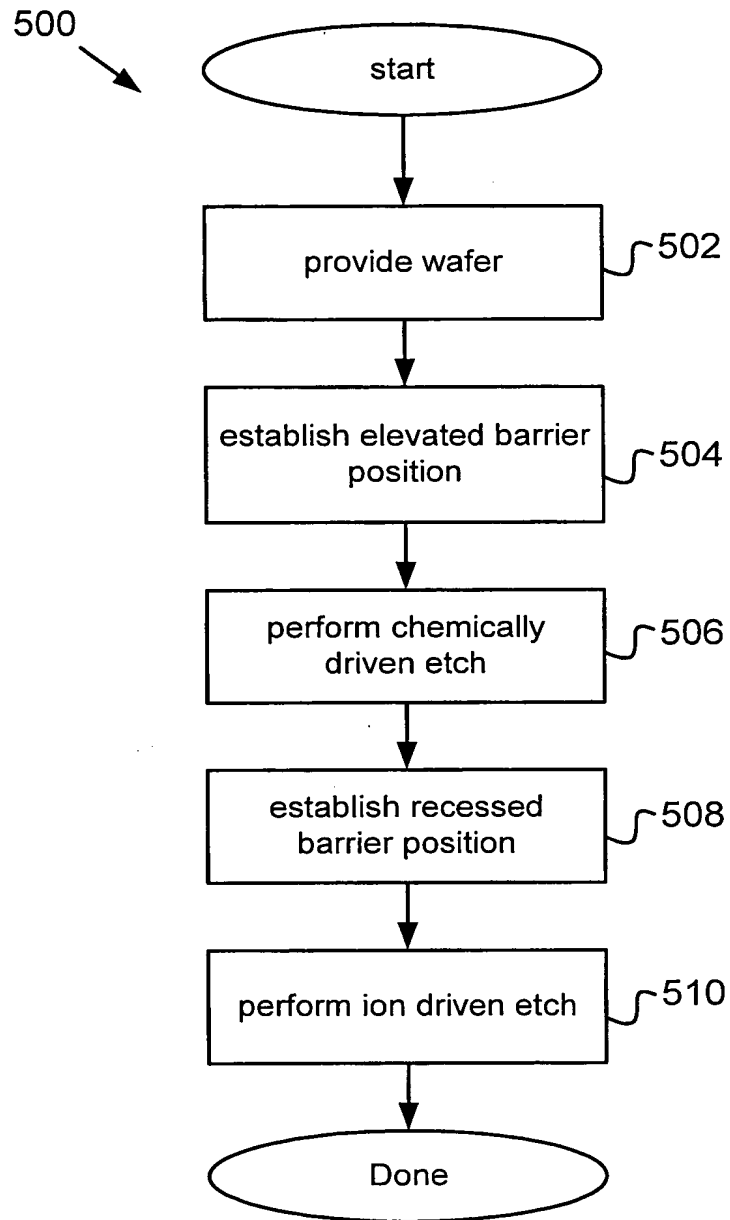 500
start
provide wafer
502
establish elevated barrier
position
504
perform chemically
driven etch
506
establish recessed
barrier position
508
perform ion driven etch
510
Done